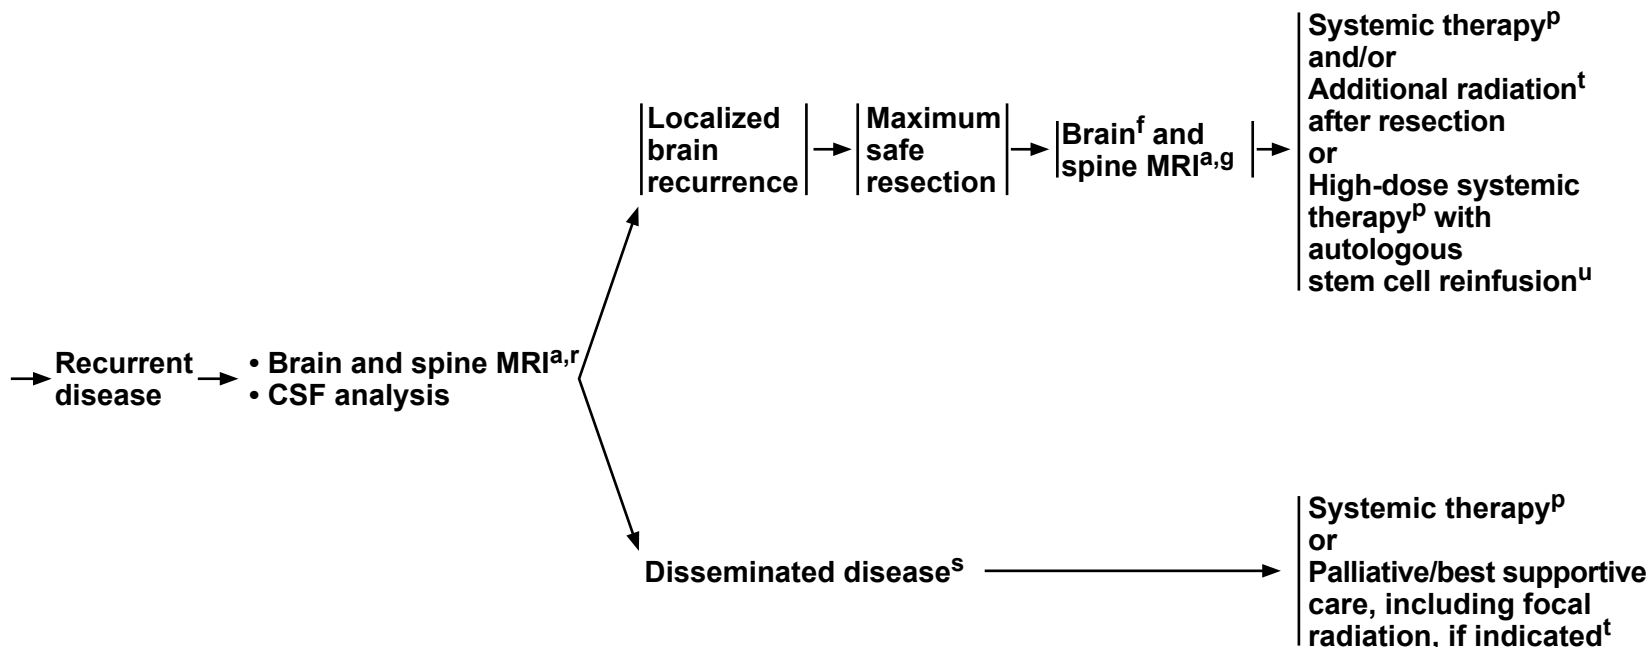 Recurrent
disease
• Brain and spine MRIa,r
• CSF analysis
Localized
brain
recurrence
Maximum
safe
resection
Brainf and
spine MRIa,g
Systemic therapyp
and/or
Additional radiationt
after resection
or
High-dose systemic
therapyp with
autologous
stem cell reinfusionu
Disseminated diseases
Systemic therapyp
or
Palliative/best supportive
care, including focal
radiation, if indicatedt